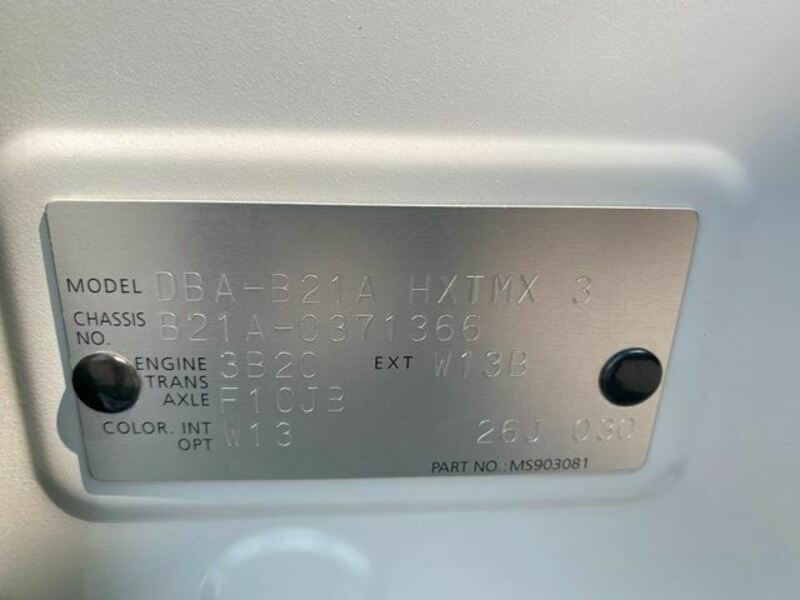 MODEL DBA-B21A HXTMX 3
CHASSIS NO. B21A-0371366
ENGINE 3B20 EXT W13B
TRANS AXLE F1CJB
COLOR. INT OPT W13 26J 030
PART NO.: MS903081